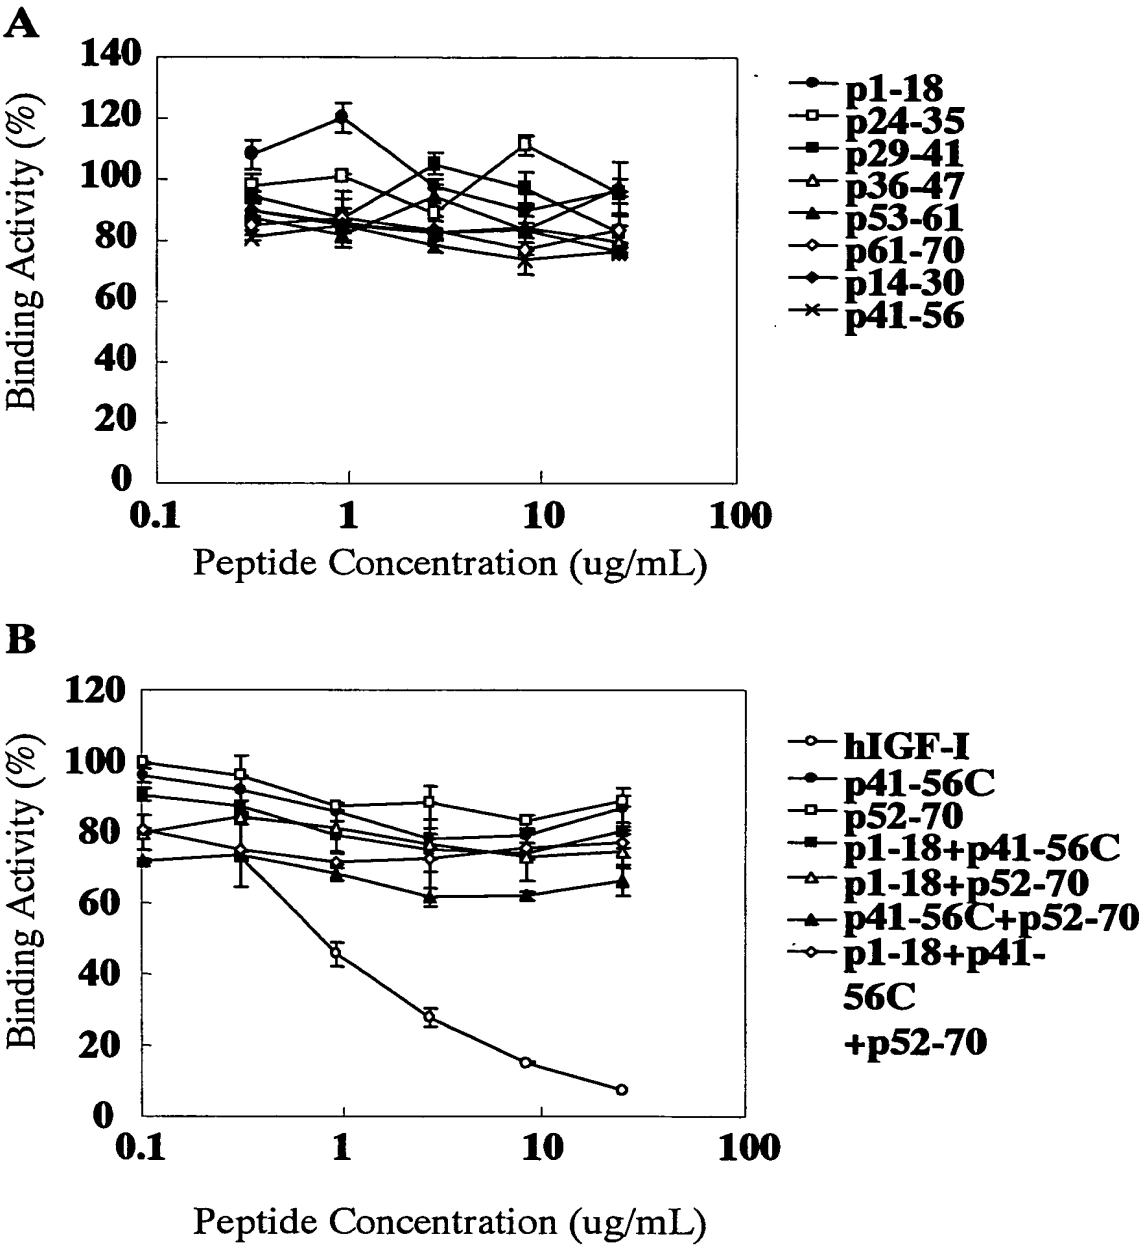 A
140
120
100
80
60
40
20
0
Binding Activity (%)
0.1 1 10 100
Peptide Concentration (ug/mL)
p1-18
p24-35
p29-41
p36-47
p53-61
p61-70
p14-30
p41-56
B
120
100
80
60
40
20
0
Binding Activity (%)
0.1 1 10 100
Peptide Concentration (ug/mL)
hIGF-I
p41-56C
p52-70
p1-18+p41-56C
p1-18+p52-70
p41-56C+p52-70
p1-18+p41-
56C
+p52-70